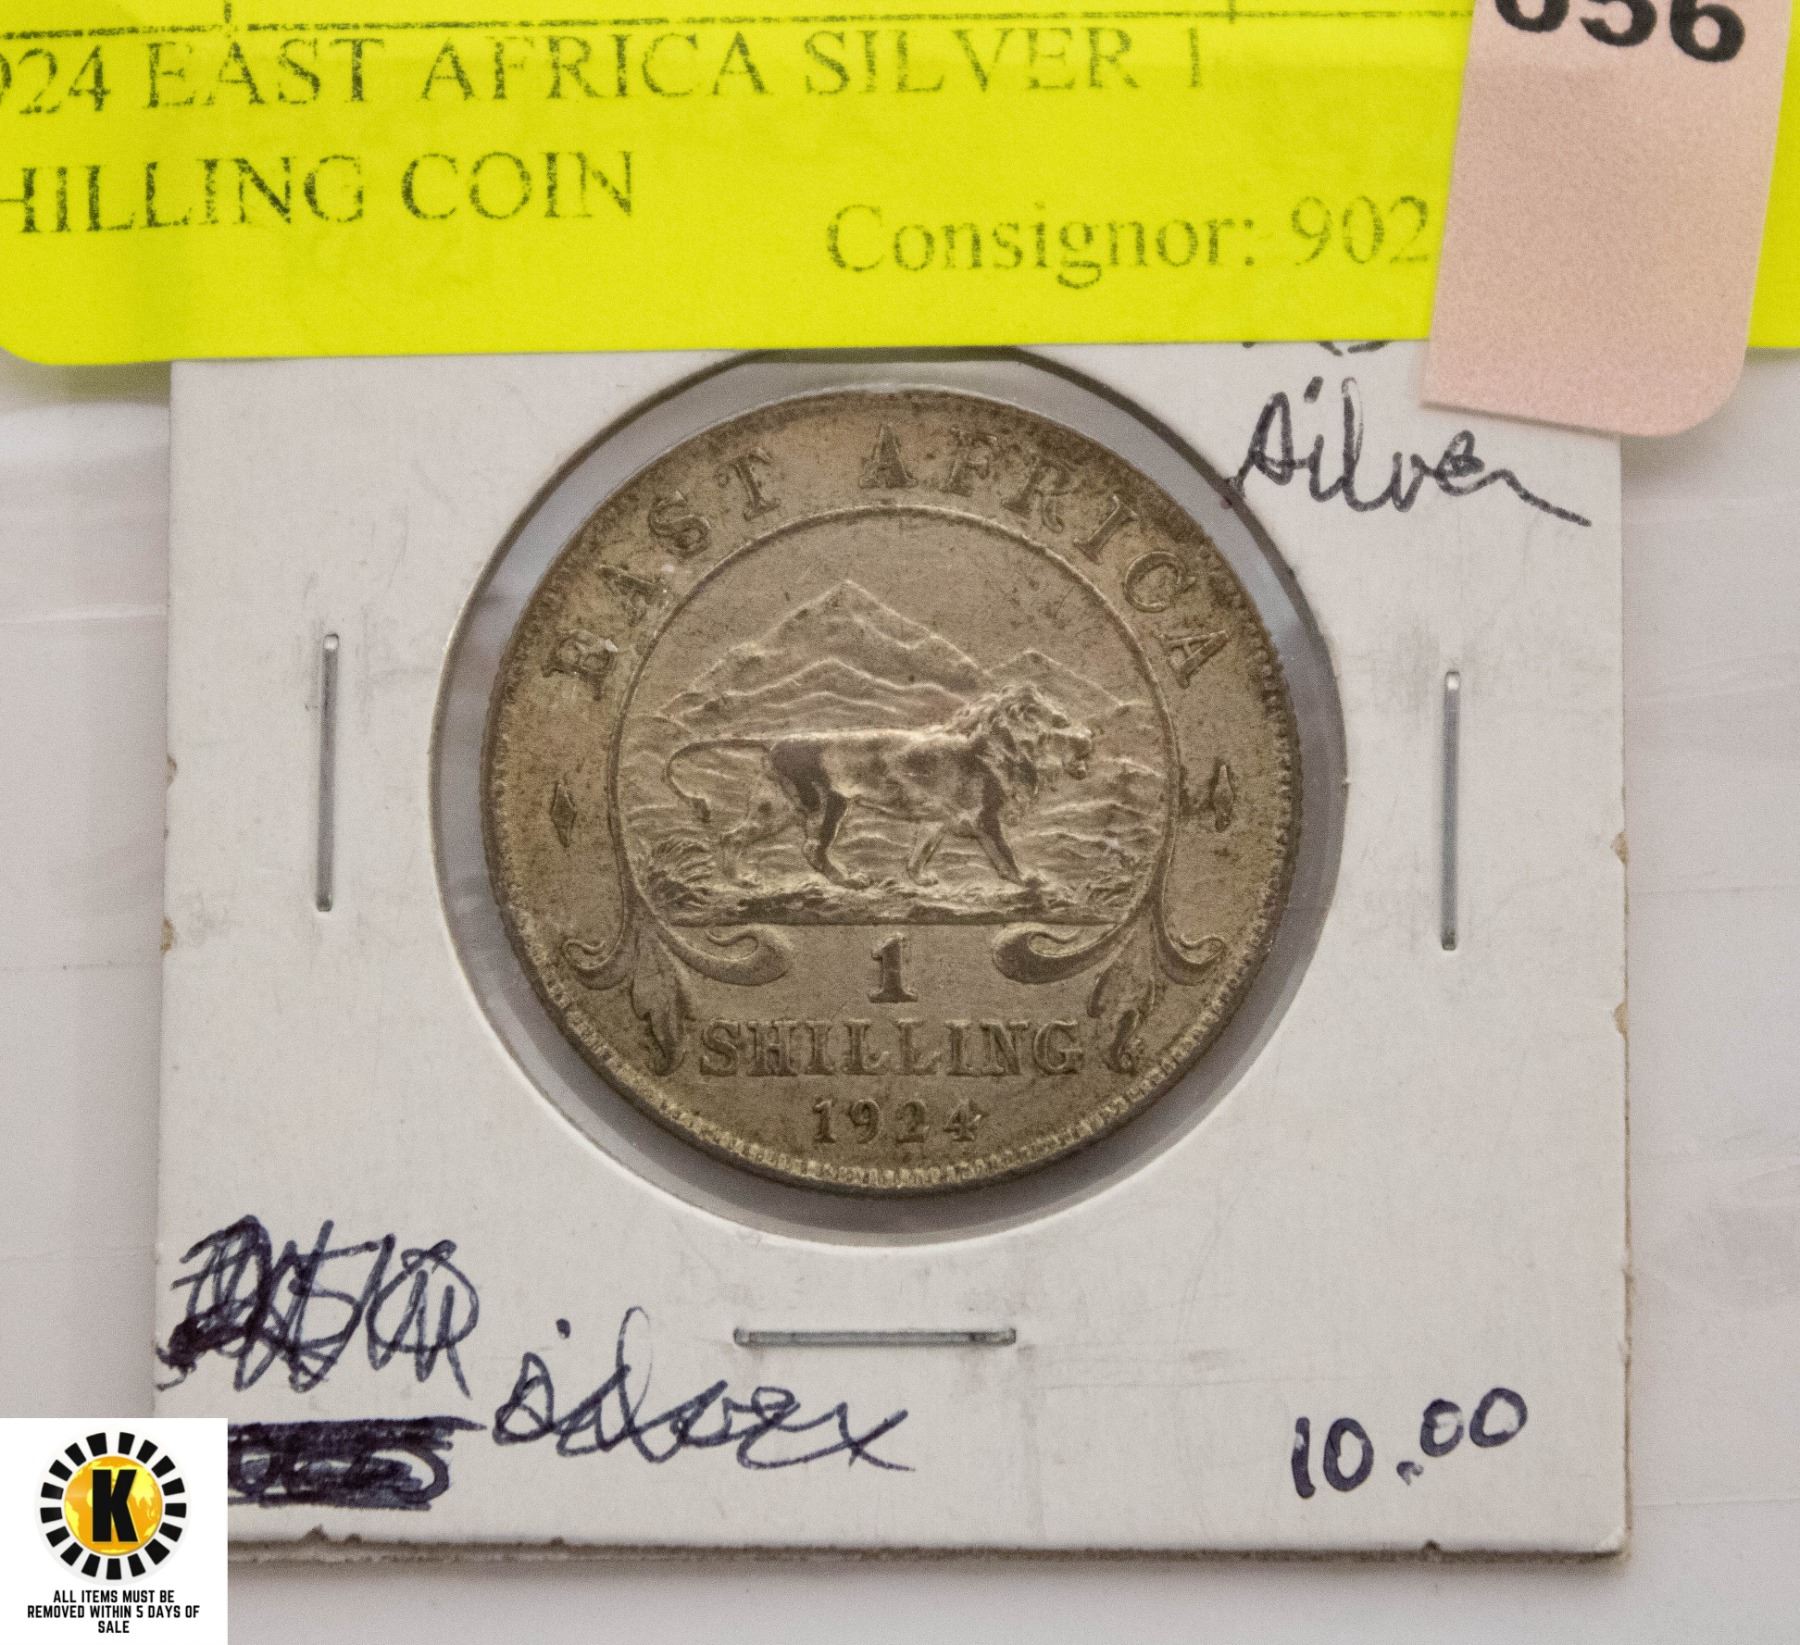 924 EAST AFRICA SILVER 1
HILLING COIN
Consignor: 902
656
Silver
EAST AFRICA
1
SHILLING
1924
silver
10.00
K
ALL ITEMS MUST BE
REMOVED WITHIN 5 DAYS OF
SALE